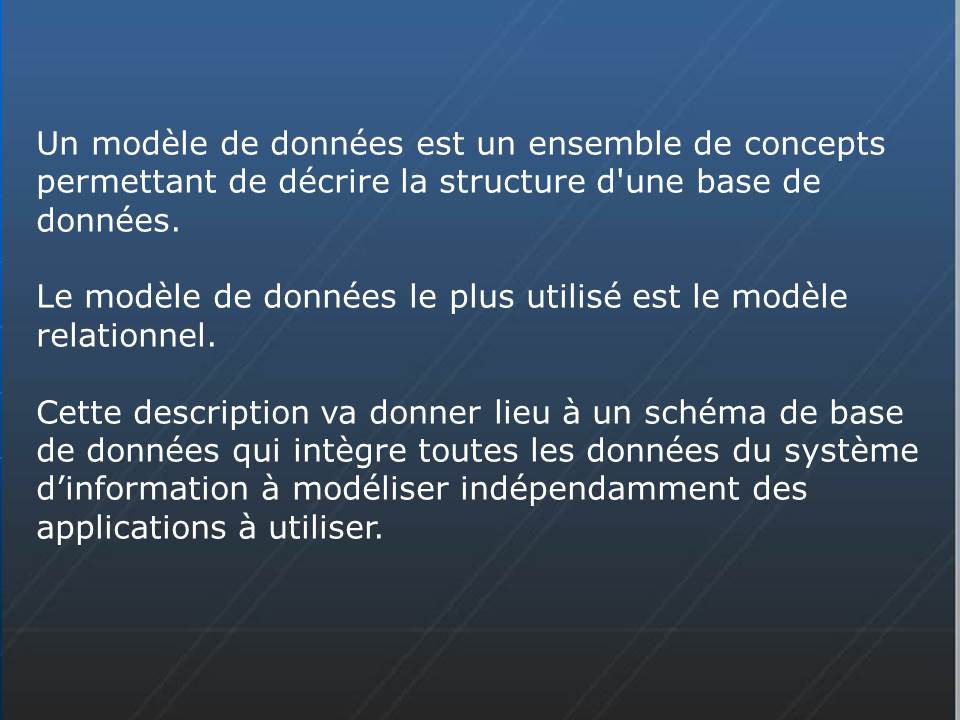 Un modèle de données est un ensemble de concepts
permettant de décrire la structure d'une base de
données.
Le modèle de données le plus utilisé est le modèle
relationnel.
Cette description va donner lieu à un schéma de base
de données qui intègre toutes les données du système
d’information à modéliser indépendamment des
applications à utiliser.